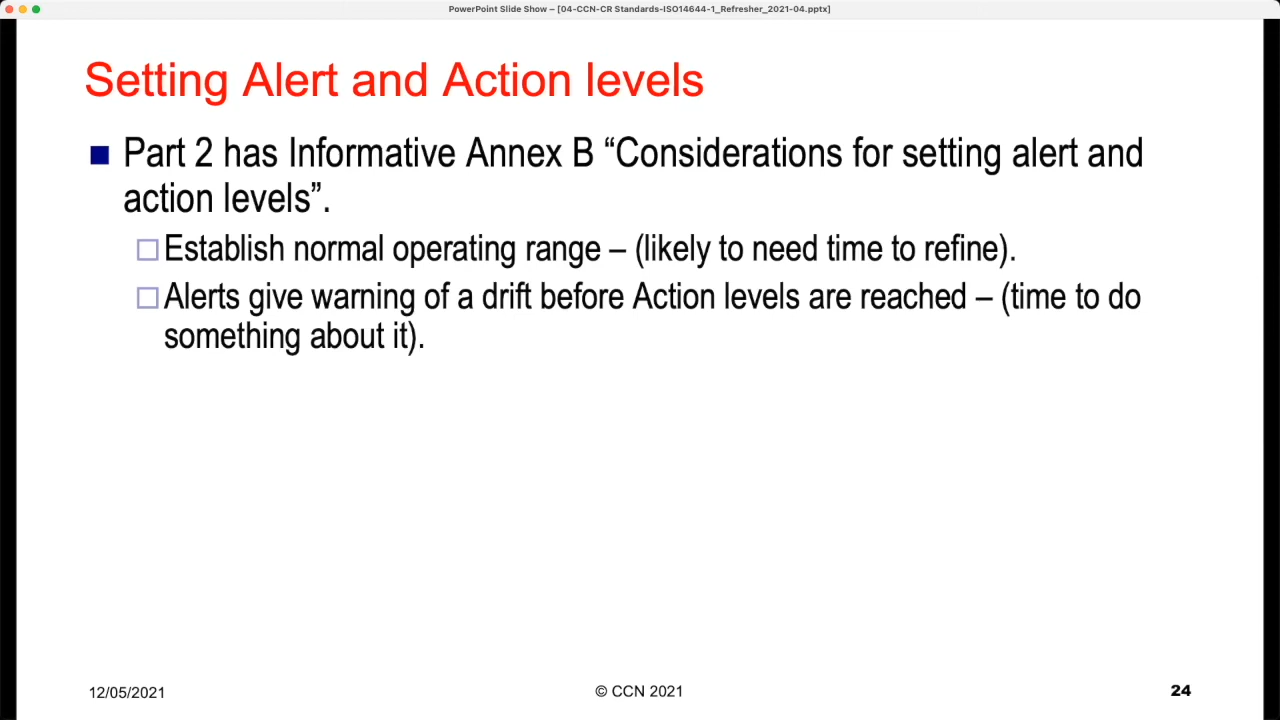 PowerPoint Slide Show – [04-CCN-CR Standards-ISO14644-1_Refresher_2021-04.pptx]
Setting Alert and Action levels
Part 2 has Informative Annex B “Considerations for setting alert and
action levels”.
Establish normal operating range – (likely to need time to refine).
Alerts give warning of a drift before Action levels are reached – (time to do
something about it).
12/05/2021
© CCN 2021
24